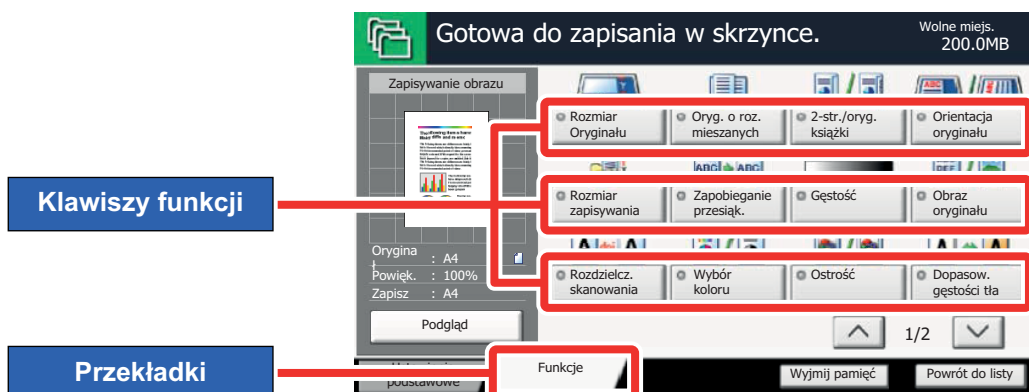 Gotowa do zapisania w skrzynce.
Wolne miejs.
200.0MB
Zapisywanie obrazu
Rozmiar
Oryginału
Oryg. o roz.
mieszanych
2-str./oryg.
książki
Orientacja
oryginału
Klawiszy funkcji
Rozmiar
zapisywania
Zapobieganie
przesiąk.
Gęstość
Obraz
oryginału
Orygina
ł : A4
Powięk. : 100%
Zapisz : A4
Rozdzielcz.
skanowania
Wybór
koloru
Ostrość
Dopasow.
gęstości tła
Podgląd
1/2
Przekładki
podstawowe
Funkcje
Wyjmij pamięć
Powrót do listy